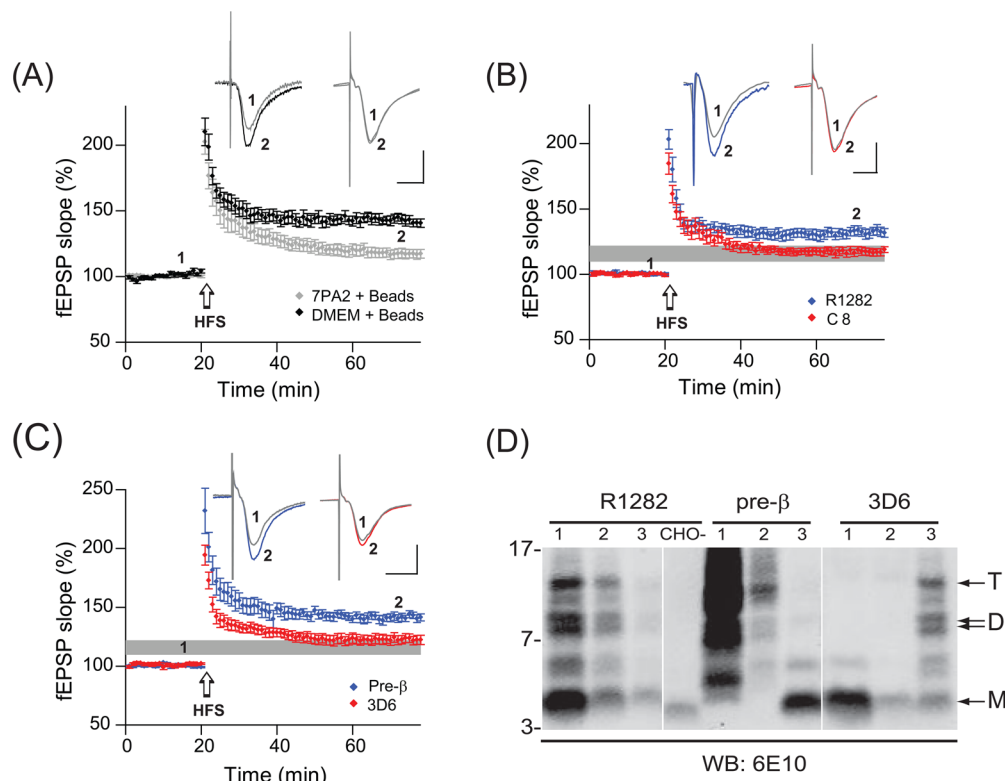 (A)
fEPSP slope (%)
200
150
100
50
1
2
1
2
HFS
7PA2 + Beads
DMEM + Beads
0 20 40 60
Time (min)
(B)
fEPSP slope (%)
200
150
100
50
1
2
1
2
2
1
HFS
R1282
C 8
0 20 40 60
Time (min)
(C)
fEPSP slope (%)
250
200
150
100
50
1
2
1
2
2
1
HFS
Pre-β
3D6
0 20 40 60
Time (min)
(D)
R1282 pre-β 3D6
1 2 3 CHO- 1 2 3 1 2 3
17-
7-
3-
T
D
M
WB: 6E10